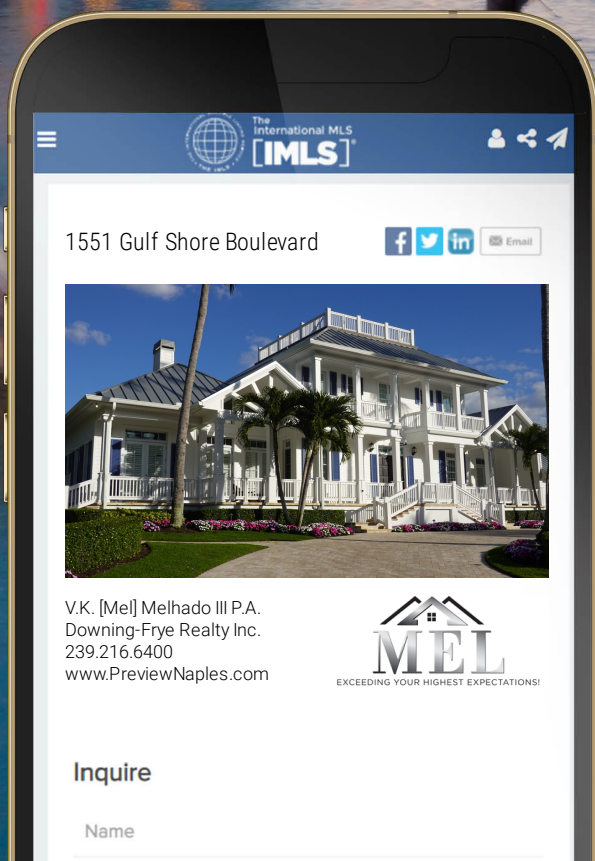 The
International MLS
[IMLS]®
1551 Gulf Shore Boulevard
f
in
Email
V.K. [Mel] Melhado III P.A.
Downing-Frye Realty Inc.
239.216.6400
www.PreviewNaples.com
MEL
EXCEEDING YOUR HIGHEST EXPECTATIONS!
Inquire
Name